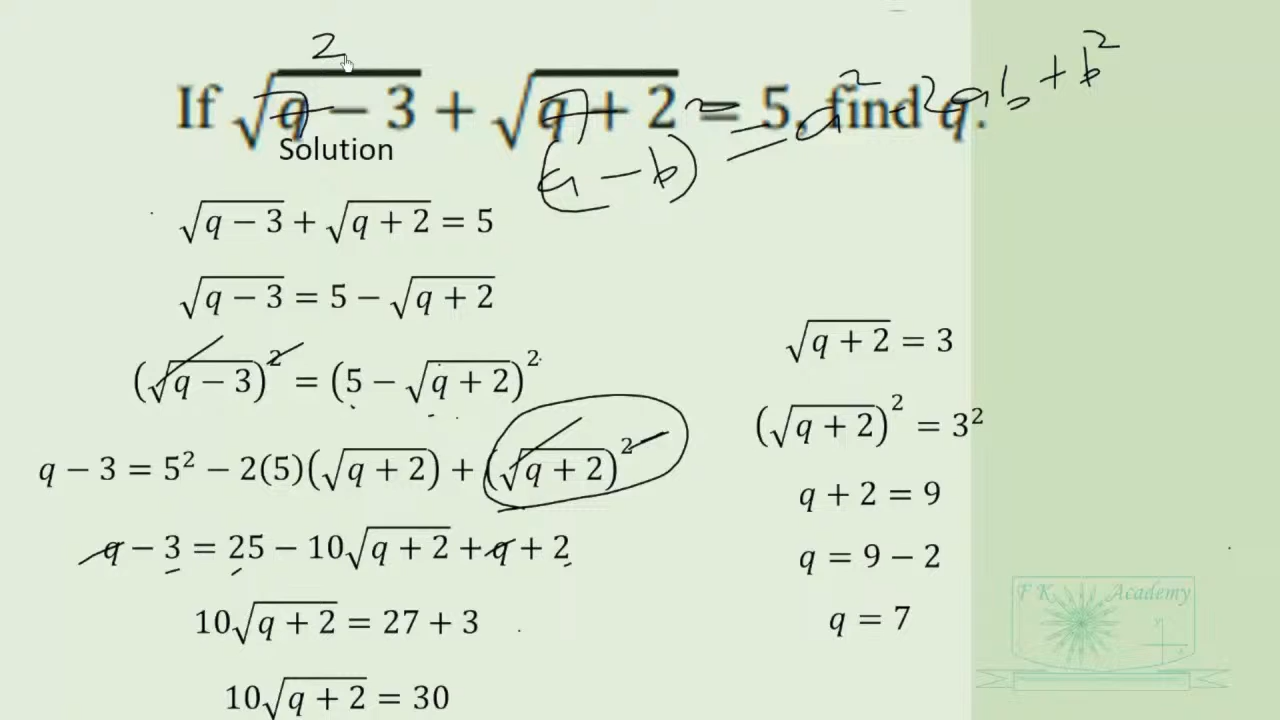 2
If √q − 3 + √q + 2 = 5, find q.
(a − b)² = a² − 2ab + b²
Solution
√(q − 3) + √(q + 2) = 5
√(q − 3) = 5 − √(q + 2)
(√(q − 3))² = (5 − √(q + 2))²
q − 3 = 5² − 2(5)(√(q + 2)) + (√(q + 2))²
q − 3 = 25 − 10√(q + 2) + q + 2
10√(q + 2) = 27 + 3
10√(q + 2) = 30
√(q + 2) = 3
(√(q + 2))² = 3²
q + 2 = 9
q = 9 − 2
q = 7
F K Academy
y
x